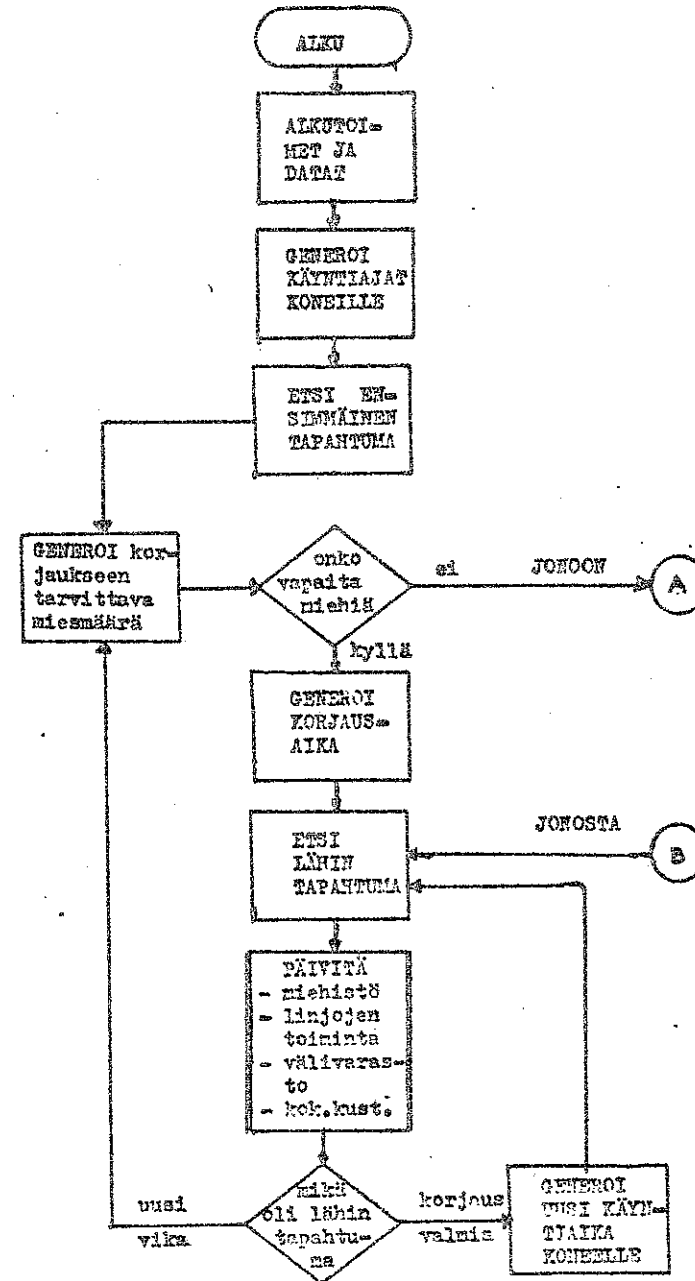 ALKU
ALKUTOI-
MET JA
DATAT
GENEROI
KÄYNTIAJAT
KONEILLE
ETSI EN-
SIMMÄINEN
TAPAHTUMA
GENEROI kor-
jaukseen
tarvittava
miesmäärä
onko
vapaita
miehiä
ei
JONOON
A
kyllä
GENEROI
KORJAUS-
AIKA
ETSI
LÄHIN
TAPAHTUMA
JONOSTA
B
PÄIVITÄ
- miehistö
- linjojen
toiminta
- välivaras-
to
- kok.kust.
mikä
oli lähin
tapahtu-
ma
uusi
vika
korjaus
valmis
GENEROI
UUSI KÄYN-
TIAIKA
KONEELLE